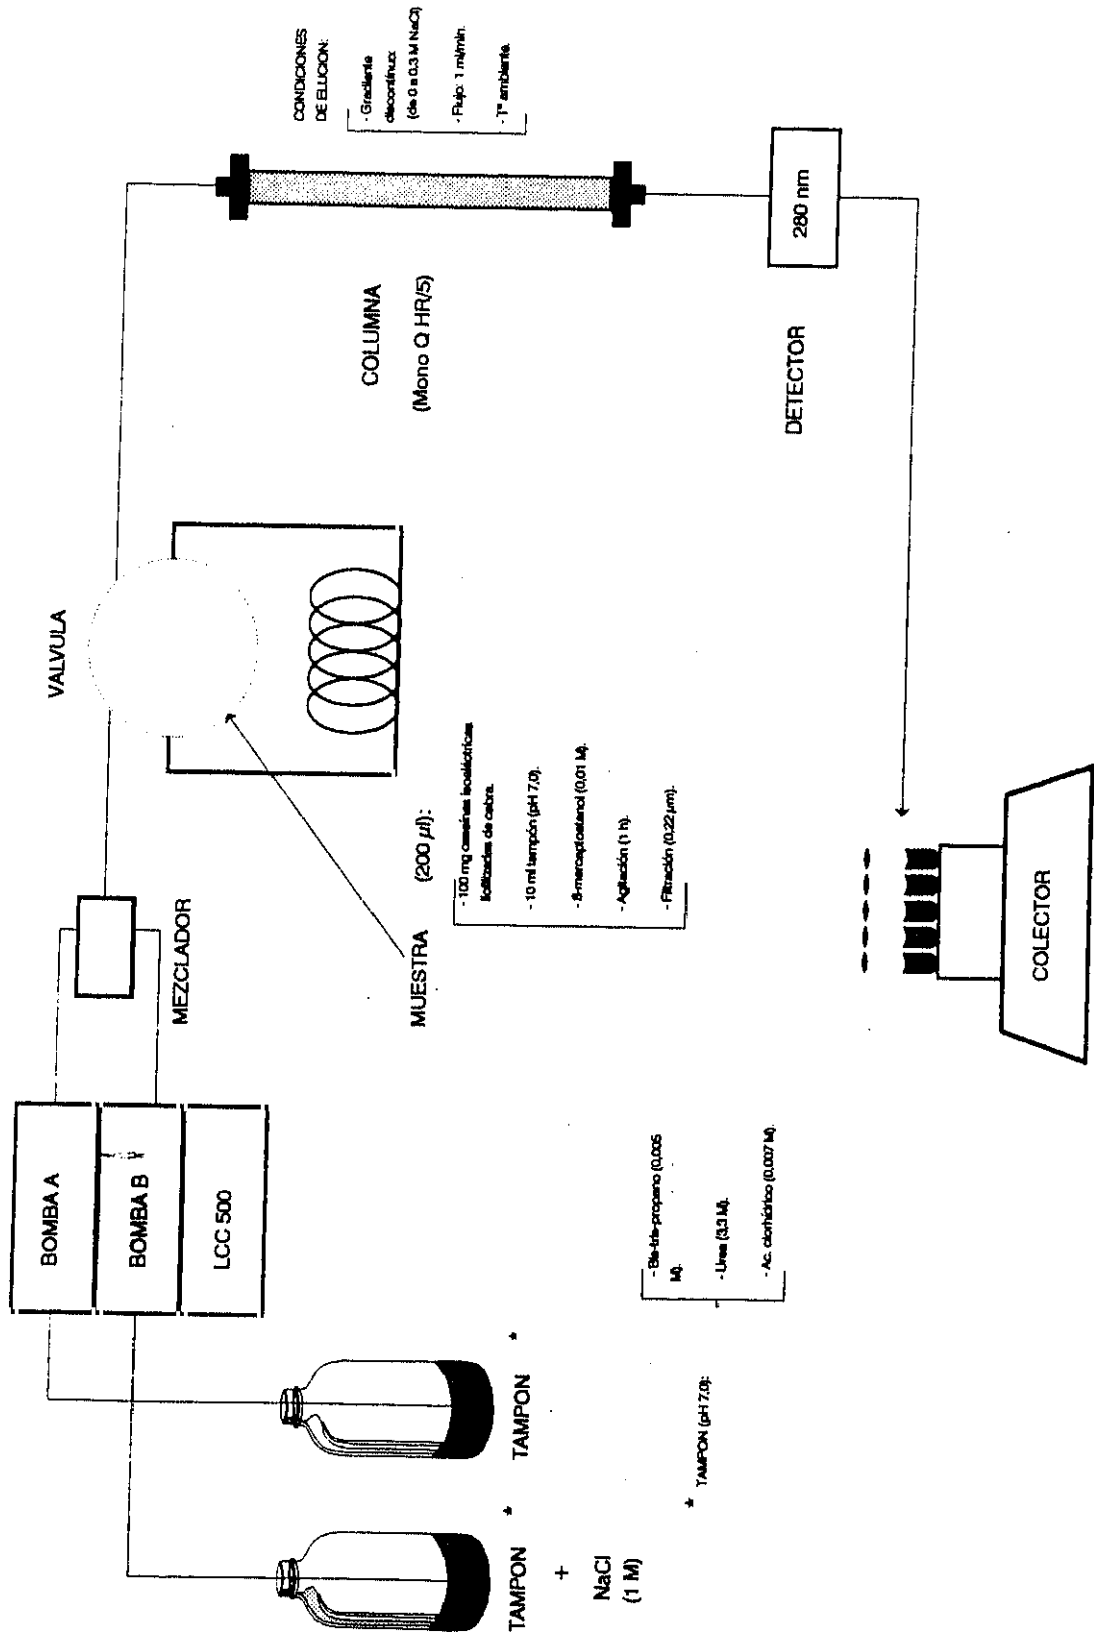 BOMBA A
BOMBA B
LCC 500
MEZCLADOR
VALVULA
CONDICIONES
DE ELUCION:
- Gradiente
discontinuo:
(de 0 a 0,3 M NaCl)
- Flujo: 1 ml/min.
- Tª ambiente.
COLUMNA
(Mono Q HR/5)
MUESTRA (200 µl):
- 100 mg caseínas isoeléctricas
liofilizadas de cabra.
- 10 ml tampón (pH 7,0).
- ß-mercaptoetanol (0,01 M).
- Agitación (1 h).
- Filtración (0,22 µm).
280 nm
DETECTOR
COLECTOR
TAMPON *
+
NaCl
(1 M)
TAMPON *
* TAMPON (pH 7,0):
- Bis-tris-propano (0,005
M).
- Urea (3,3 M).
- Ac. clorhídrico (0,007 M).